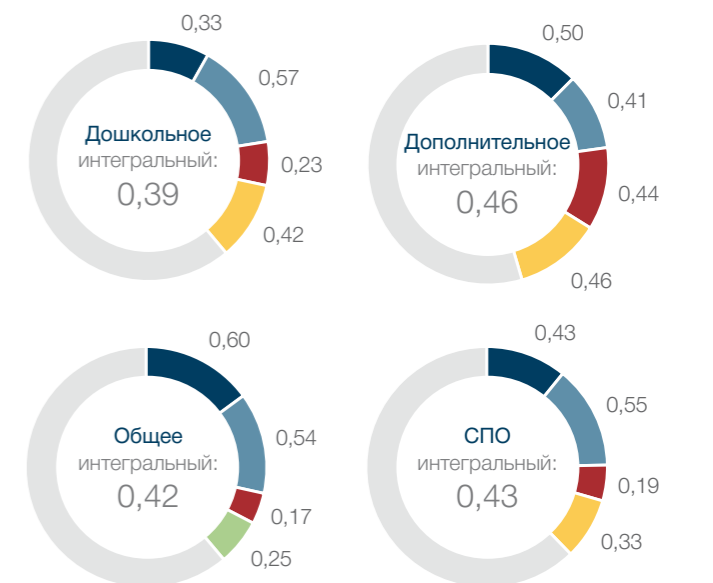 0,33
0,57
Дошкольное
интегральный:
0,39
0,23
0,42
0,50
0,41
Дополнительное
интегральный:
0,46
0,44
0,46
0,60
0,54
Общее
интегральный:
0,42
0,17
0,25
0,43
0,55
СПО
интегральный:
0,43
0,19
0,33